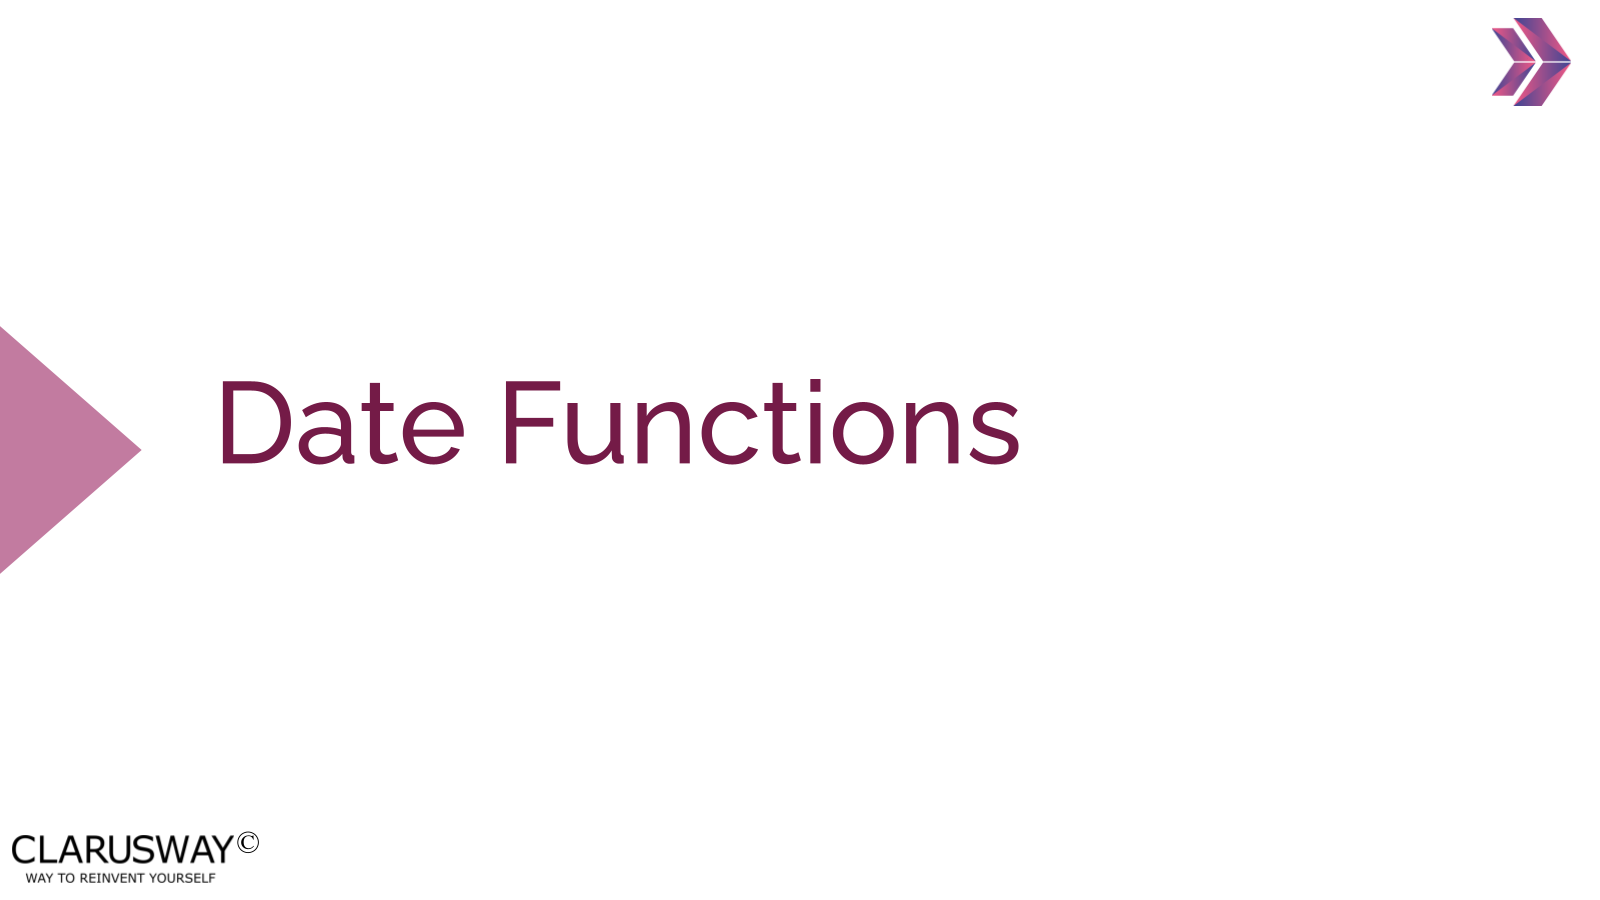 Date Functions
CLARUSWAY©
WAY TO REINVENT YOURSELF